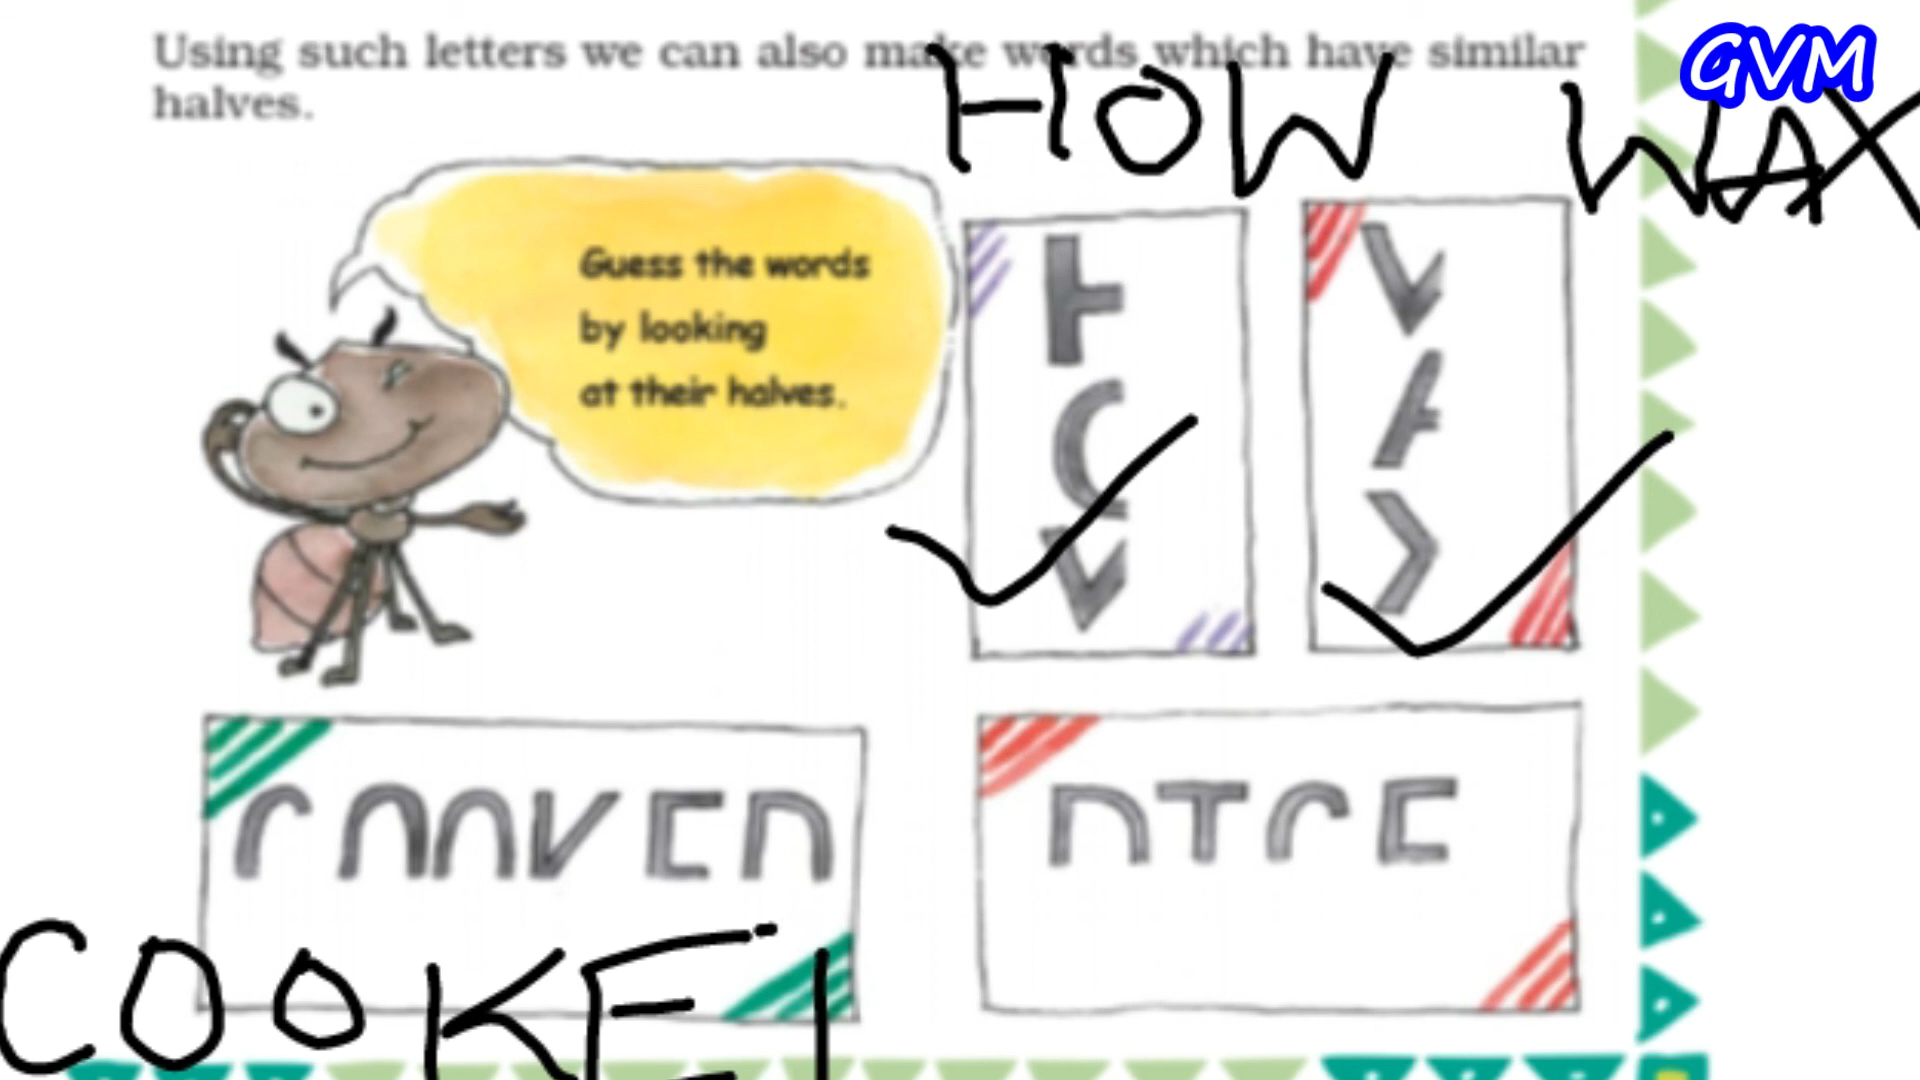 Using such letters we can also make words which have similar
halves.
GVM
HOW WAX
Guess the words
by looking
at their halves.
COOKE